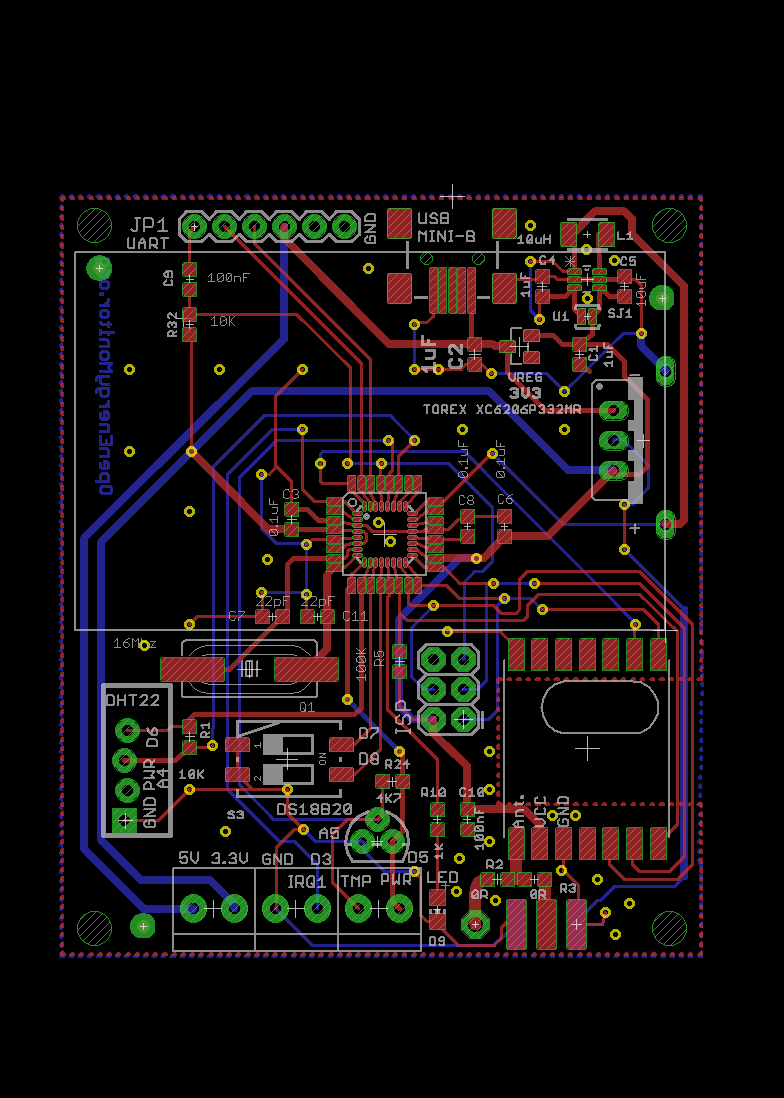 JP1
UART
GND
USB
MINI-B
10uH
L1
C4
C5
1uF
10uF
C9
100nF
R32
10K
U1
SJ1
1uF
C2
C1
1uF
VREG
3V3
TOREX XC6206P332MR
OpenEnergyMonitor.o
0.1uF
0.1uF
C3
0.1uF
C8
C6
22pF
22pF
C7
C11
16Mhz
100K
R5
ISP
Q1
DHT22
D6
PWR
A4
GND
R1
10K
1
2
ON
D7
D8
S3
DS18B20
R24
4K7
A5
D5
R10
1K
C10
100nF
Ant.
VCC
GND
5V 3.3V GND D3
IRQ1
TMP PWR
LED
D9
R2
0R
0R
R3